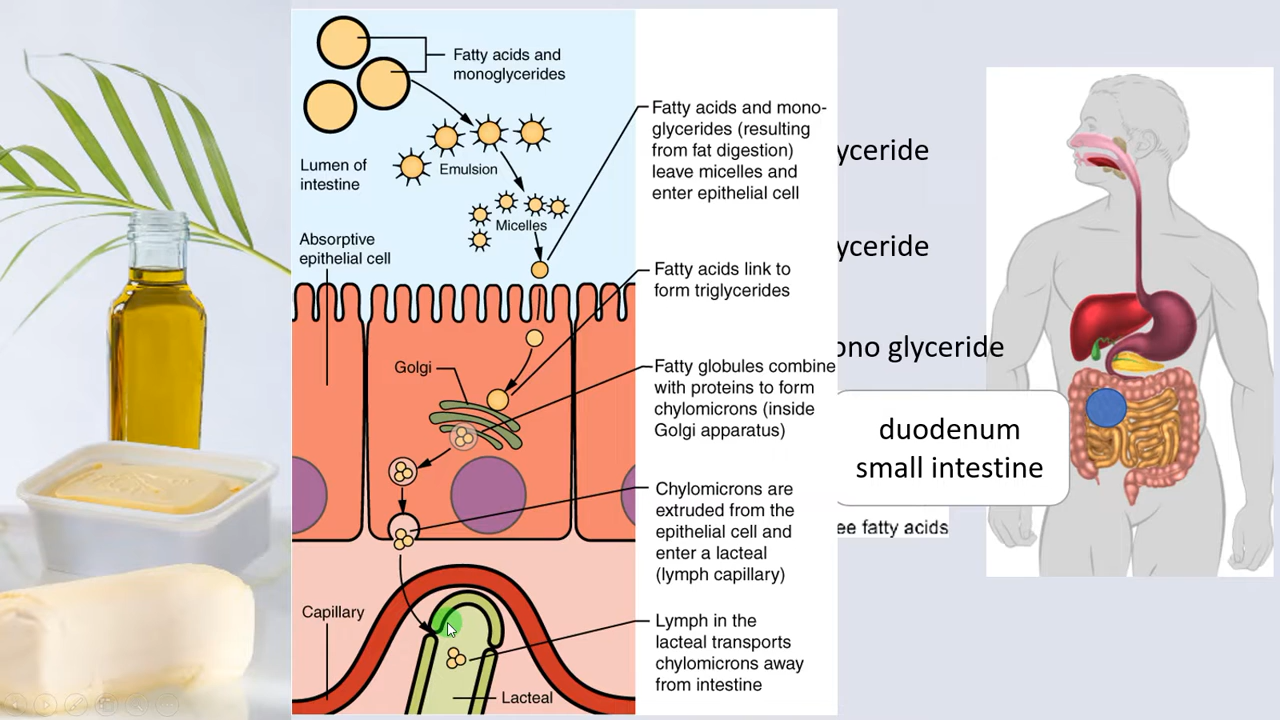 Fatty acids and
monoglycerides
Lumen of
intestine
Emulsion
Micelles
Absorptive
epithelial cell
Golgi
Capillary
Lacteal
Fatty acids and mono-
glycerides (resulting
from fat digestion)
leave micelles and
enter epithelial cell
Fatty acids link to
form triglycerides
Fatty globules combine
with proteins to form
chylomicrons (inside
Golgi apparatus)
Chylomicrons are
extruded from the
epithelial cell and
enter a lacteal
(lymph capillary)
Lymph in the
lacteal transports
chylomicrons away
from intestine
yceride
yceride
ono glyceride
duodenum
small intestine
ee fatty acids